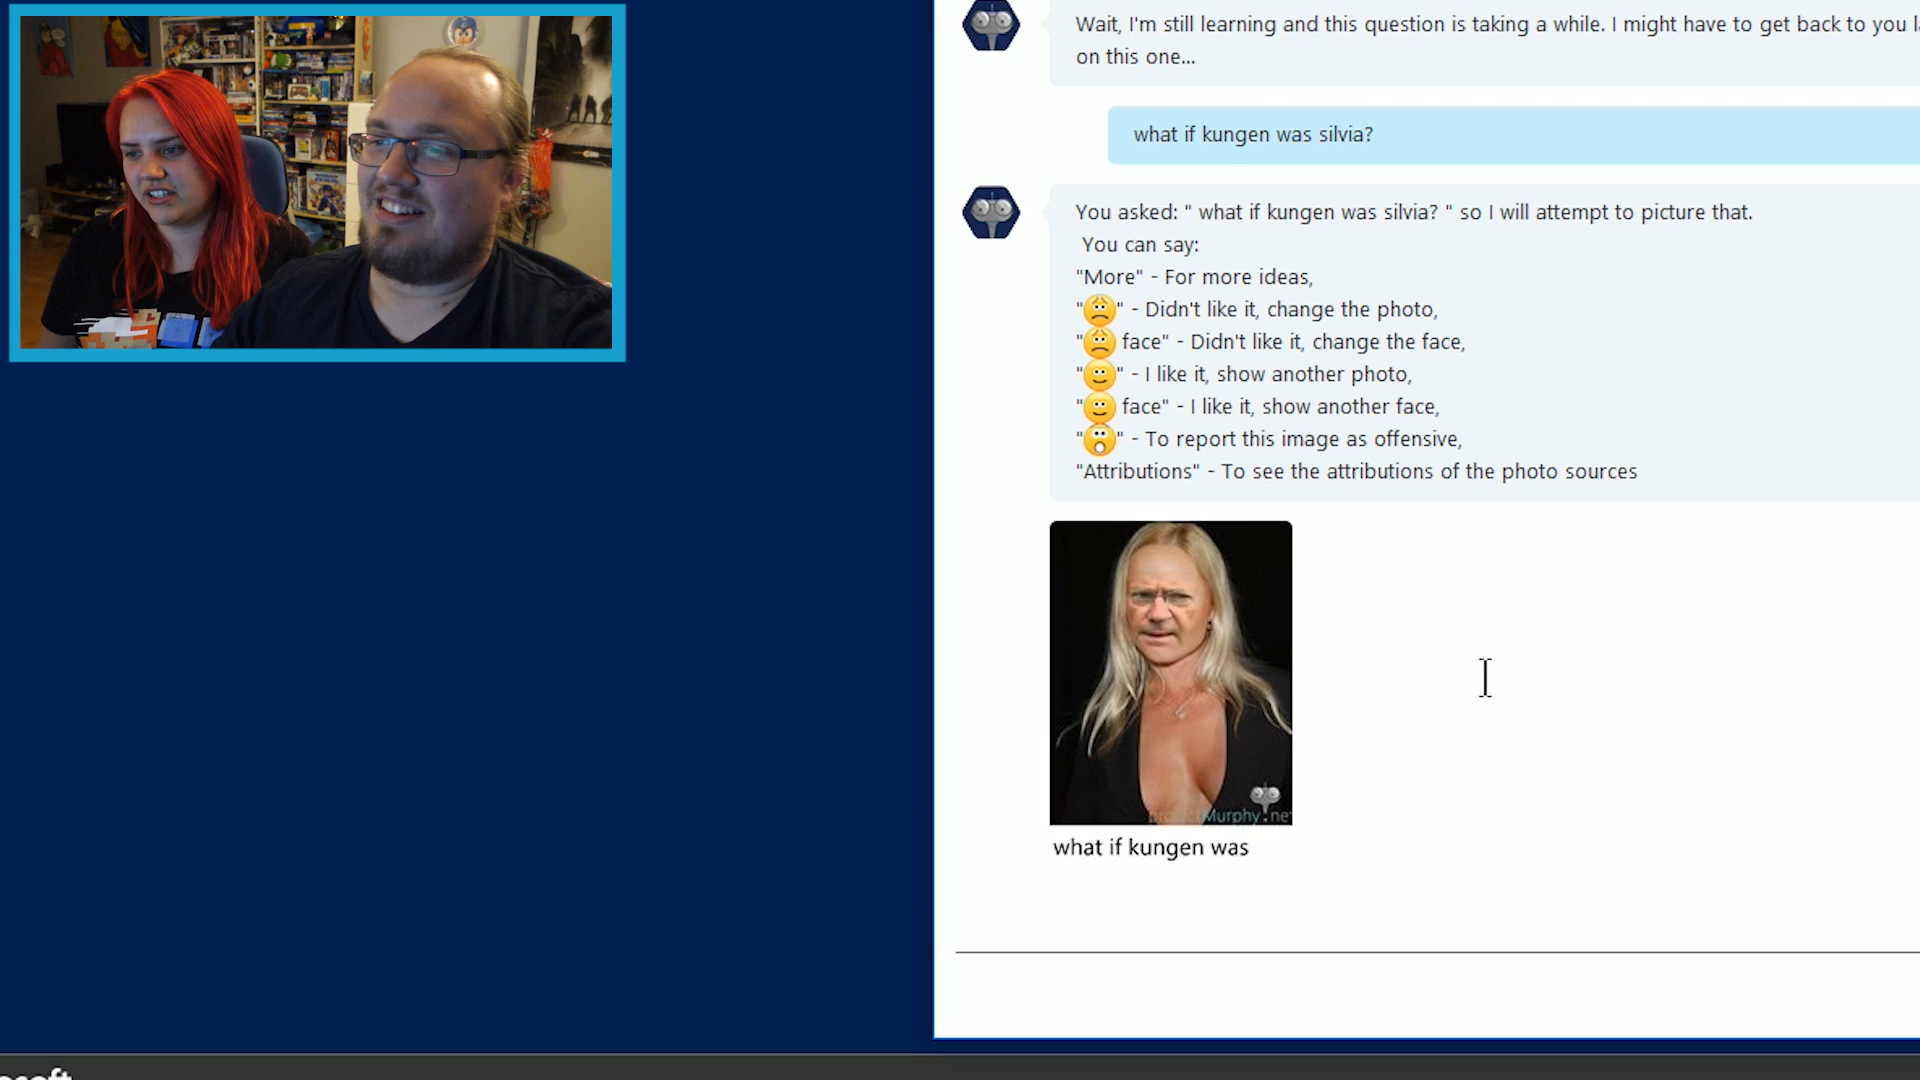 Wait, I'm still learning and this question is taking a while. I might have to get back to you
on this one...
what if kungen was silvia?
You asked: " what if kungen was silvia? " so I will attempt to picture that.
You can say:
"More" - For more ideas,
"😟" - Didn't like it, change the photo,
"😟 face" - Didn't like it, change the face,
"🙂" - I like it, show another photo,
"🙂 face" - I like it, show another face,
"😮" - To report this image as offensive,
"Attributions" - To see the attributions of the photo sources
projectMurphy.ne
what if kungen was